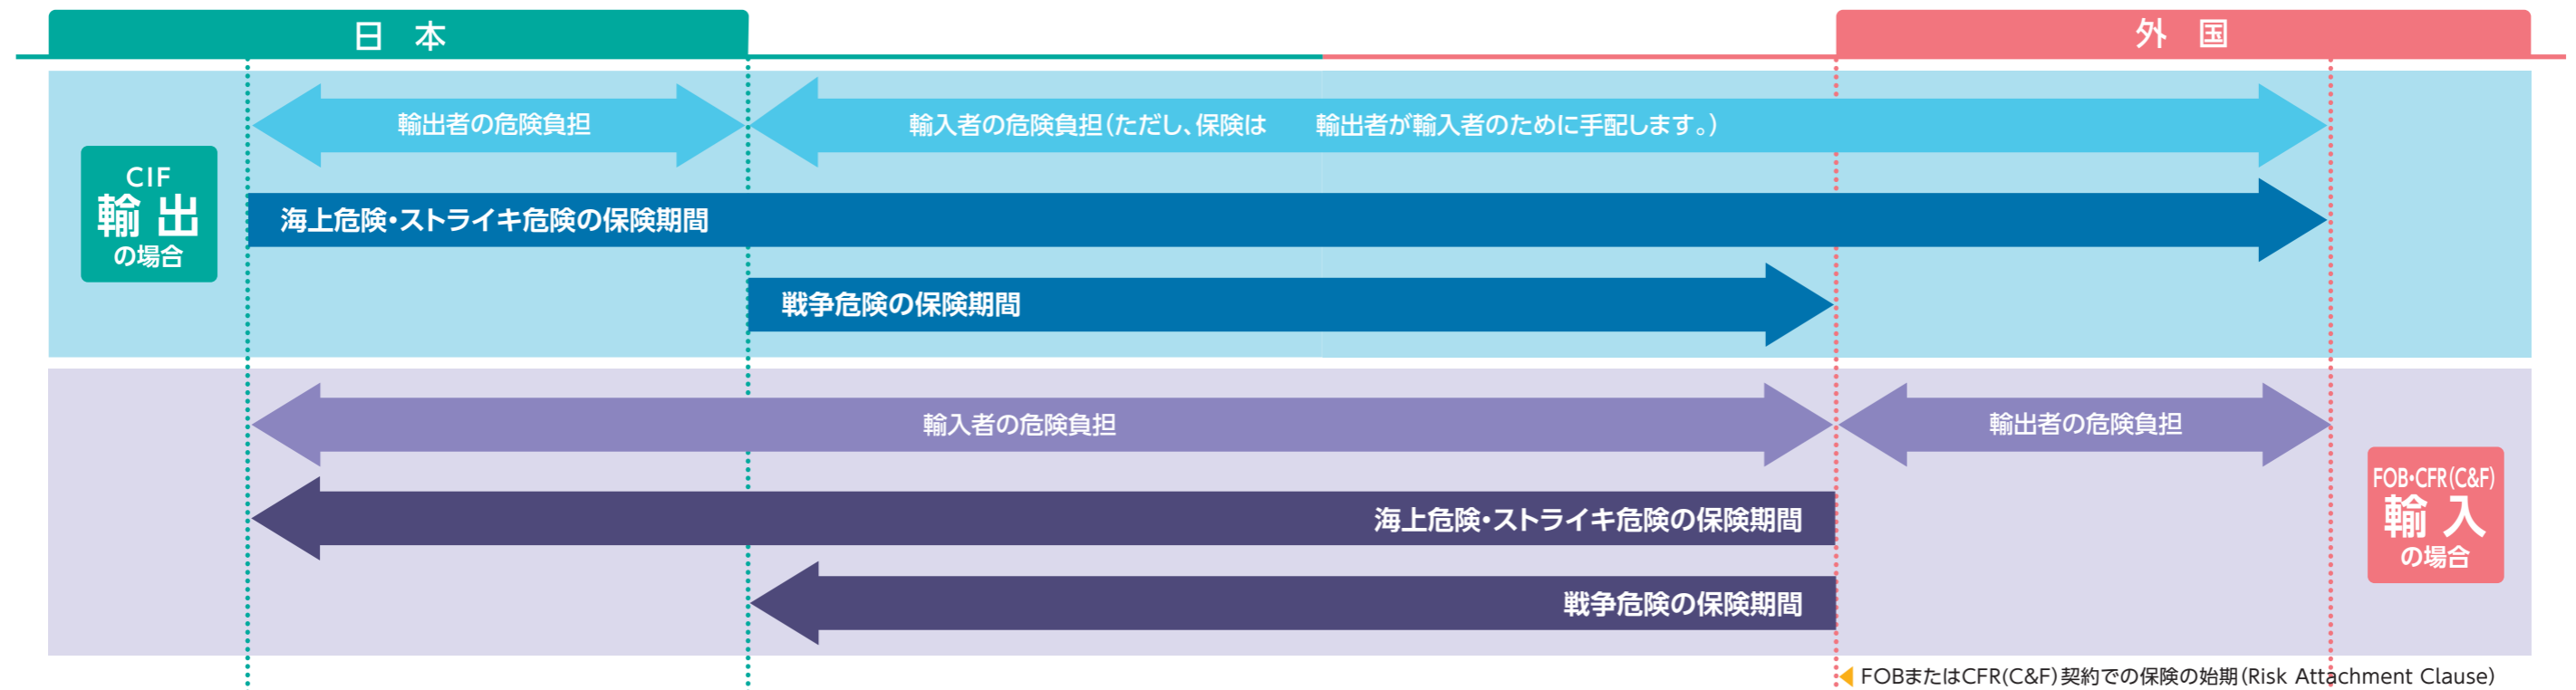 日 本
外 国
輸出者の危険負担
輸入者の危険負担(ただし、保険は 輸出者が輸入者のために手配します。)
CIF
輸 出
の場合
海上危険・ストライキ危険の保険期間
戦争危険の保険期間
輸入者の危険負担
輸出者の危険負担
FOB・CFR(C&F)
輸 入
の場合
海上危険・ストライキ危険の保険期間
戦争危険の保険期間
FOBまたはCFR(C&F)契約での保険の始期(Risk Attachment Clause)